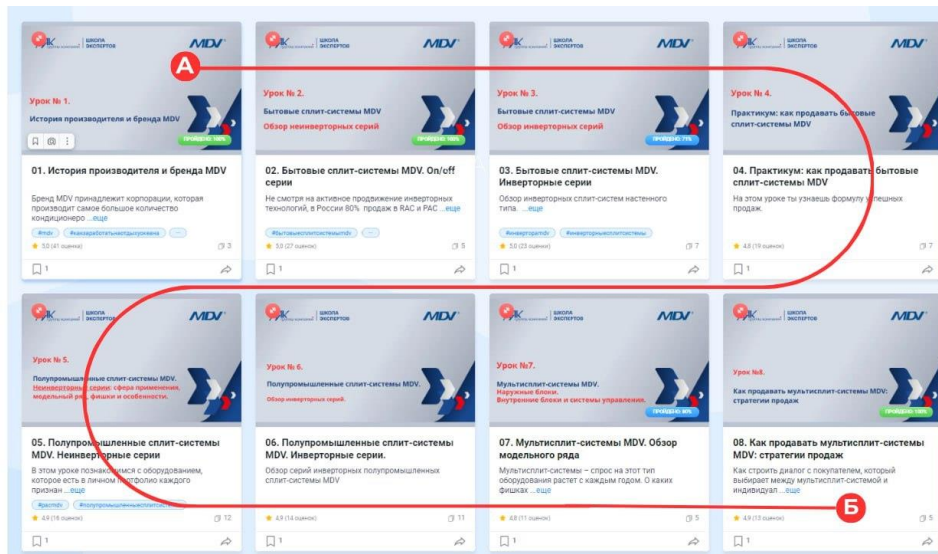 ШКОЛА
ЭКСПЕРТОВ
MDV
А
Урок № 1.
История производителя и бренда MDV
ПРОЙДЕНО: 100%
01. История производителя и бренда MDV
Бренд MDV принадлежит корпорации, которая
производит самое большое количество
кондиционеро ...еще
#mdv
3
1
ШКОЛА
ЭКСПЕРТОВ
MDV
Урок № 2.
Бытовые сплит-системы MDV
Обзор неинверторных серий
ПРОЙДЕНО: 100%
02. Бытовые сплит-системы MDV. On/off
серии
Не смотря на активное продвижение инверторных
технологий, в России 80% продаж в RAC и PAC ...еще
#бытовыесплитсистемыmdv
5,0 (27 оценок)
5
1
ШКОЛА
ЭКСПЕРТОВ
MDV
Урок № 3.
Бытовые сплит-системы MDV
Обзор инверторных серий
ПРОЙДЕНО: 71%
03. Бытовые сплит-системы MDV.
Инверторные серии
Обзор инверторных сплит-систем настенного
типа. ...еще
#инверторmdv #инверторныесплитсистемы
5,0 (23 оценок)
7
1
ШКОЛА
ЭКСПЕРТОВ
MDV
Урок № 4.
Практикум: как продавать бытовые
сплит-системы MDV
04. Практикум: как продавать бытовые
сплит-системы MDV
На этом уроке ты узнаешь формулу успешных
продаж.
4,8 (19 оценок)
7
1
ШКОЛА
ЭКСПЕРТОВ
MDV
Урок № 5.
Полупромышленные сплит-системы MDV.
Неинверторные серии: сфера применения,
модельный ряд, фишки и особенности.
05. Полупромышленные сплит-системы
MDV. Неинверторные серии
В этом уроке познакомимся с оборудованием,
которое есть в личном портфолио каждого
признан ...еще
12
1
ШКОЛА
ЭКСПЕРТОВ
MDV
Урок № 6.
Полупромышленные сплит-системы MDV.
Обзор инверторных серий.
06. Полупромышленные сплит-системы
MDV. Инверторные серии.
Обзор серий инверторных полупромышленных
сплит-систем MDV
4,9 (14 оценок)
11
1
ШКОЛА
ЭКСПЕРТОВ
MDV
Урок №7.
Мультисплит-системы MDV.
Наружные блоки.
Внутренние блоки и системы управления.
ПРОЙДЕНО: 60%
07. Мультисплит-системы MDV. Обзор
модельного ряда
Мультисплит-системы – спрос на этот тип
оборудования растет с каждым годом. О каких
фишках ...еще
4,8 (11 оценок)
5
1
ШКОЛА
ЭКСПЕРТОВ
MDV
Урок №8.
Как продавать мультисплит-системы MDV:
стратегии продаж
ПРОЙДЕНО: 100%
08. Как продавать мультисплит-системы
MDV: стратегии продаж
Как строить диалог с покупателем, который
выбирает между мультисплит-системой и
индивидуал ...еще
Б
4,9 (13 оценок)
5
1